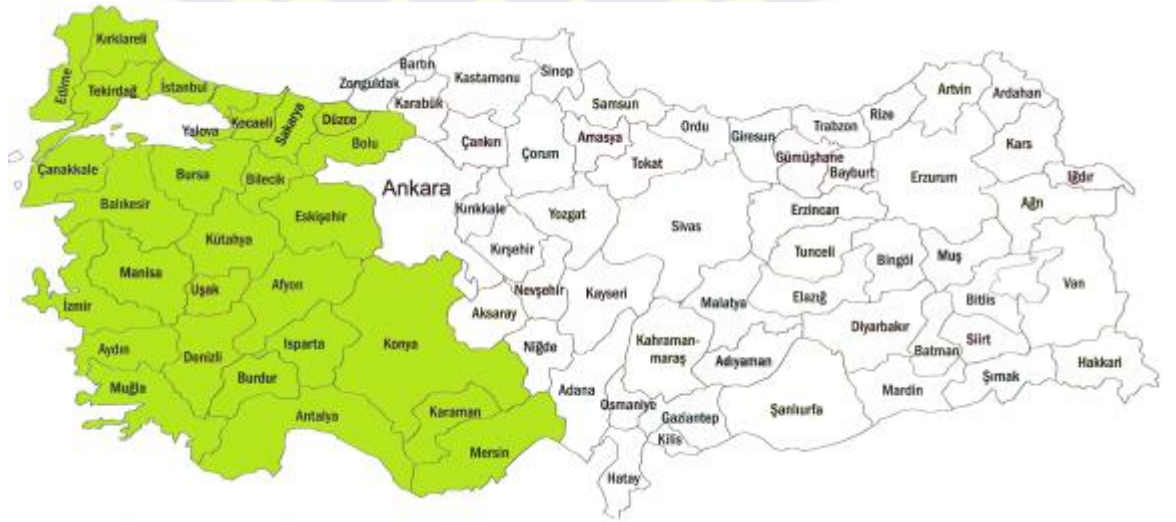 Kırklareli
Edirne
Tekirdağ
İstanbul
Yalova
Kocaeli
Sakarya
Düzce
Bolu
Zonguldak
Bartın
Karabük
Kastamonu
Sinop
Samsun
Çankırı
Çorum
Amasya
Tokat
Ordu
Giresun
Gümüşhane
Trabzon
Bayburt
Rize
Artvin
Ardahan
Kars
Iğdır
Ağrı
Erzurum
Erzincan
Çanakkale
Balıkesir
Bursa
Bilecik
Eskişehir
Ankara
Kırıkkale
Kırşehir
Yozgat
Sivas
Tunceli
Bingöl
Muş
Van
Bitlis
Kütahya
Manisa
Uşak
Afyon
İzmir
Aydın
Denizli
Isparta
Burdur
Muğla
Antalya
Konya
Karaman
Mersin
Aksaray
Nevşehir
Niğde
Kayseri
Adana
Malatya
Elazığ
Diyarbakır
Batman
Siirt
Şırnak
Hakkari
Mardin
Şanlıurfa
Adıyaman
Kahraman-
maraş
Osmaniye
Gaziantep
Kilis
Hatay